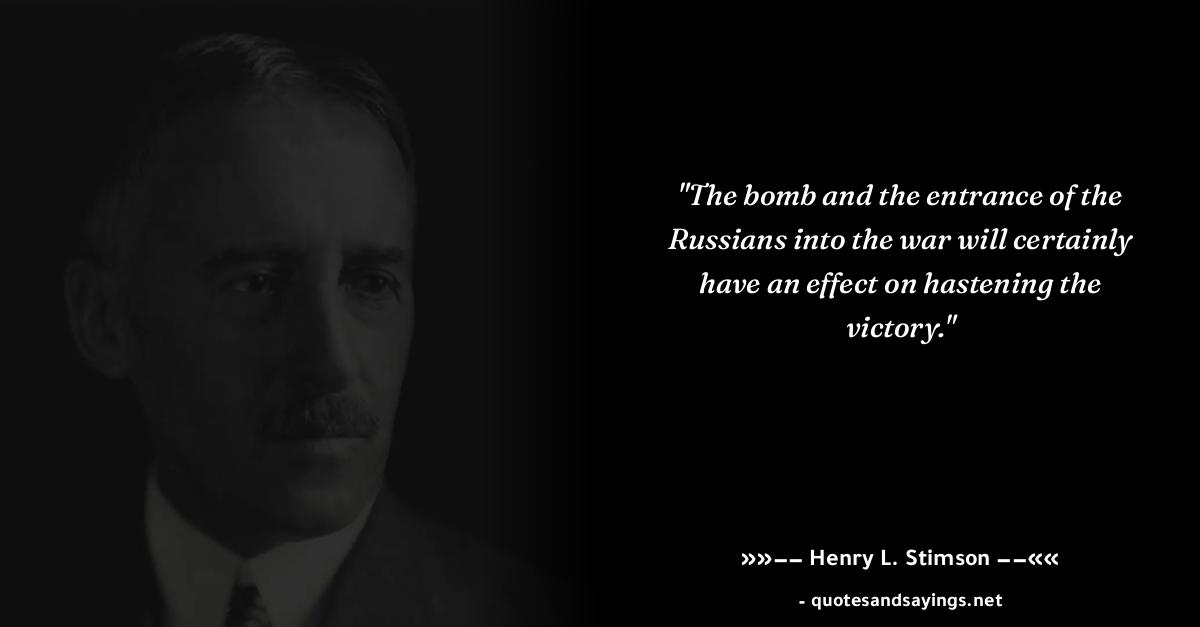 "The bomb and the entrance of the
Russians into the war will certainly
have an effect on hastening the
victory."
»»−− Henry L. Stimson −−««
- quotesandsayings.net